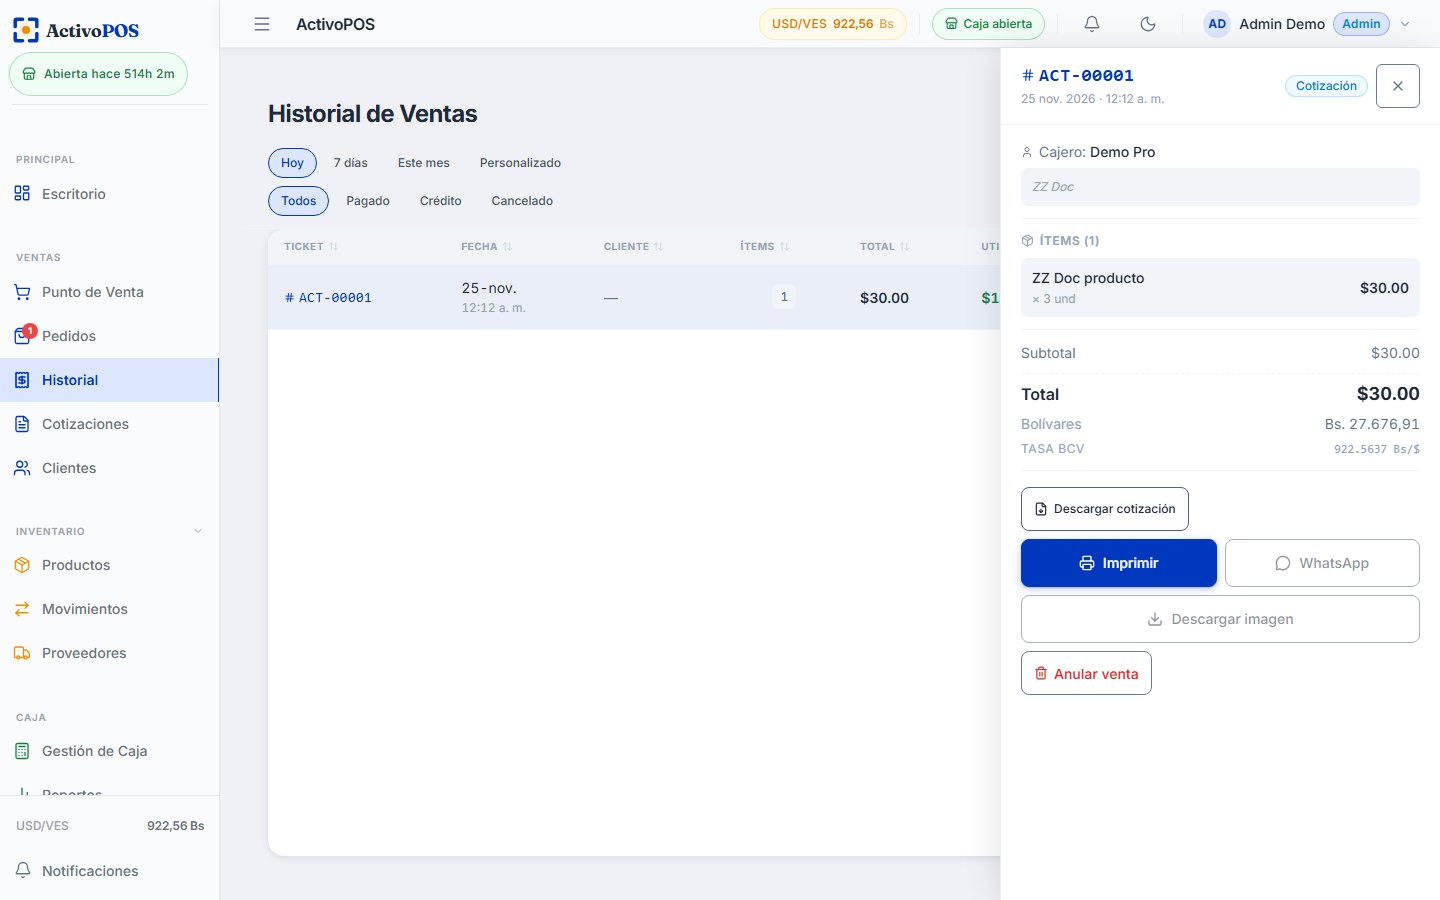 ActivoPOS
Abierta hace 514h 2m
PRINCIPAL
Escritorio
VENTAS
Punto de Venta
1
Pedidos
Historial
Cotizaciones
Clientes
INVENTARIO
Productos
Movimientos
Proveedores
CAJA
Gestión de Caja
Reportes
USD/VES 922,56 Bs
Notificaciones
ActivoPOS
USD/VES 922,56 Bs
Caja abierta
AD Admin Demo Admin
Historial de Ventas
Hoy 7 días Este mes Personalizado
Todos Pagado Crédito Cancelado
TICKET FECHA CLIENTE ÍTEMS TOTAL UTI
# ACT-00001 25-nov. — 1 $30.00 $1
12:12 a. m.
# ACT-00001
25 nov. 2026 · 12:12 a. m.
Cotización
Cajero: Demo Pro
ZZ Doc
ÍTEMS (1)
ZZ Doc producto $30.00
× 3 und
Subtotal $30.00
Total $30.00
Bolívares Bs. 27.676,91
TASA BCV 922.5637 Bs/$
Descargar cotización
Imprimir WhatsApp
Descargar imagen
Anular venta